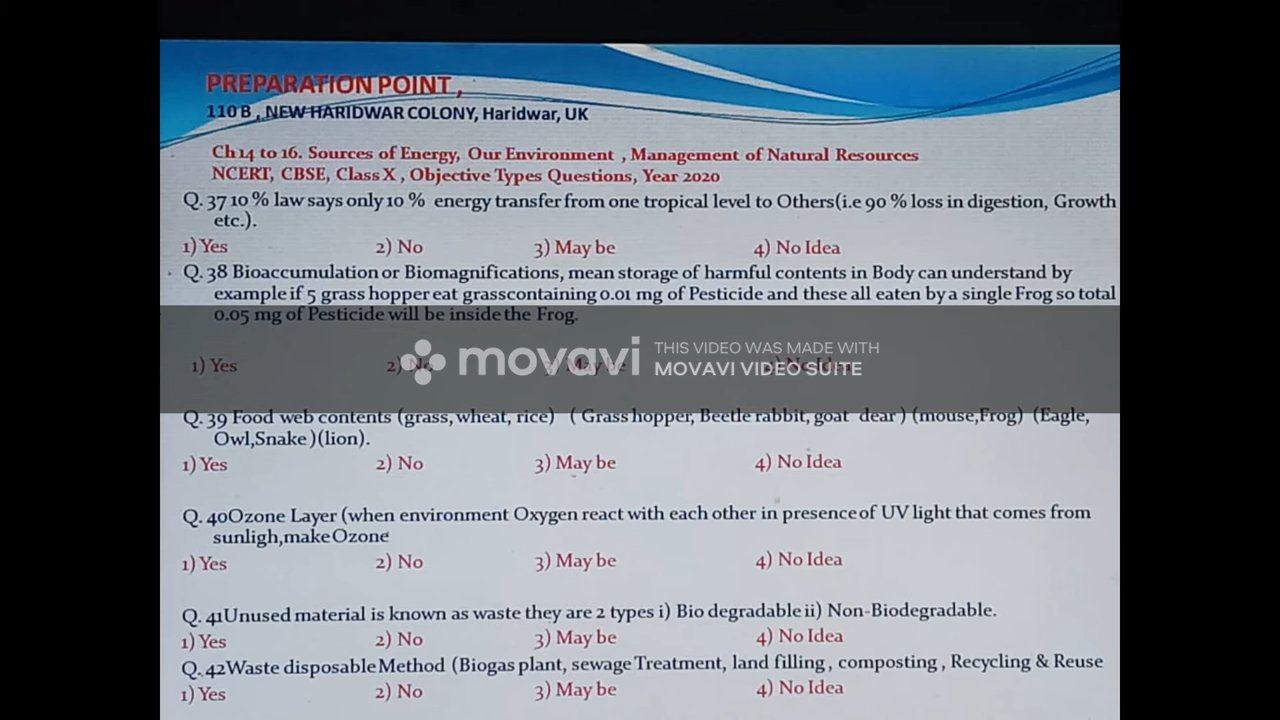 PREPARATION POINT ,
110 B , NEW HARIDWAR COLONY, Haridwar, UK
Ch 14 to 16. Sources of Energy, Our Environment , Management of Natural Resources
NCERT, CBSE, Class X , Objective Types Questions, Year 2020
Q. 37 10 % law says only 10 % energy transfer from one tropical level to Others(i.e 90 % loss in digestion, Growth
etc.).
1) Yes 2) No 3) May be 4) No Idea
Q. 38 Bioaccumulation or Biomagnifications, mean storage of harmful contents in Body can understand by
example if 5 grass hopper eat grasscontaining 0.01 mg of Pesticide and these all eaten by a single Frog so total
0.05 mg of Pesticide will be inside the Frog.
movavi THIS VIDEO WAS MADE WITH
MOVAVI VIDEO SUITE
1) Yes 2) No 3) May be 4) No Idea
Q. 39 Food web contents (grass, wheat, rice) ( Grass hopper, Beetle rabbit, goat dear ) (mouse,Frog) (Eagle,
Owl,Snake )(lion).
1) Yes 2) No 3) May be 4) No Idea
Q. 40Ozone Layer (when environment Oxygen react with each other in presence of UV light that comes from
sunligh,make Ozone
1) Yes 2) No 3) May be 4) No Idea
Q. 41Unused material is known as waste they are 2 types i) Bio degradable ii) Non-Biodegradable.
1) Yes 2) No 3) May be 4) No Idea
Q. 42Waste disposable Method (Biogas plant, sewage Treatment, land filling , composting , Recycling & Reuse
1) Yes 2) No 3) May be 4) No Idea